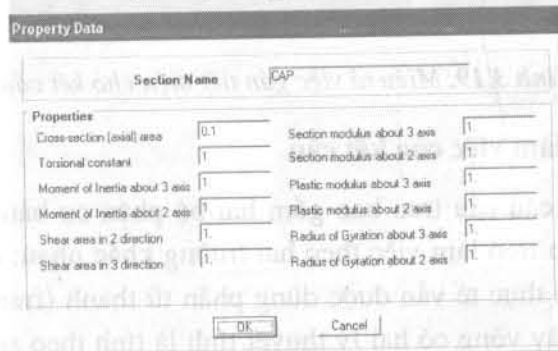 Property Data
Section Name CAP
Properties
Cross-section (axial) area 0.1
Section modulus about 3 axis 1.
Torsional constant 1
Section modulus about 2 axis 1.
Moment of Inertia about 3 axis 1.
Plastic modulus about 3 axis 1.
Moment of Inertia about 2 axis 1.
Plastic modulus about 2 axis 1.
Shear area in 2 direction 1.
Radius of Gyration about 3 axis 1.
Shear area in 3 direction 1.
Radius of Gyration about 2 axis 1.
OK Cancel